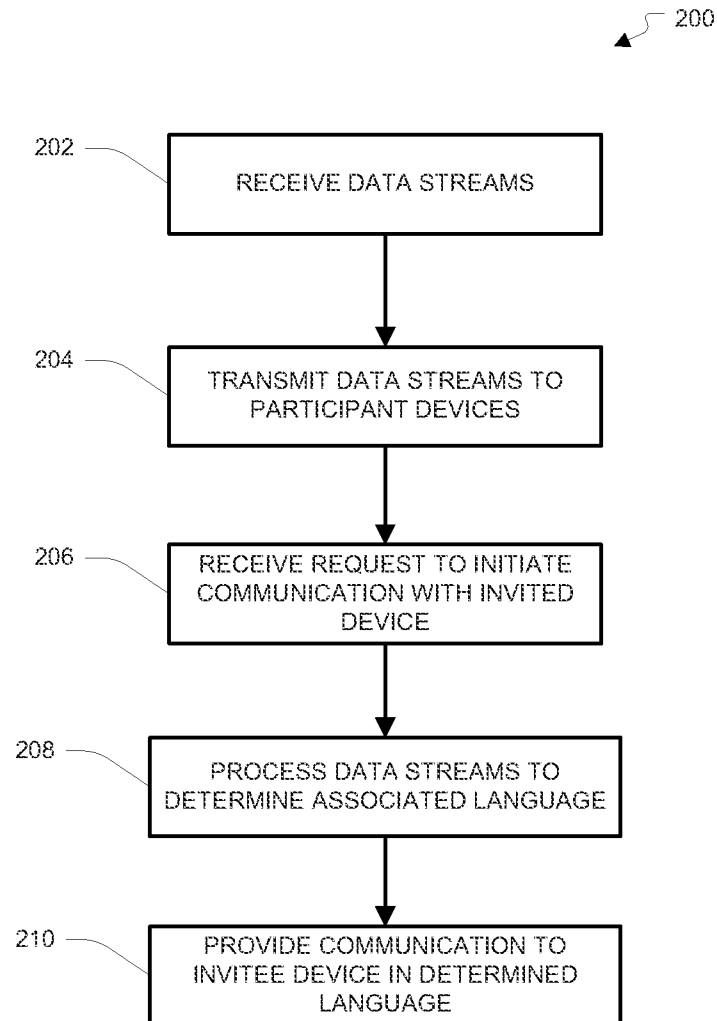 200
202
RECEIVE DATA STREAMS
204
TRANSMIT DATA STREAMS TO
PARTICIPANT DEVICES
206
RECEIVE REQUEST TO INITIATE
COMMUNICATION WITH INVITED
DEVICE
208
PROCESS DATA STREAMS TO
DETERMINE ASSOCIATED LANGUAGE
210
PROVIDE COMMUNICATION TO
INVITEE DEVICE IN DETERMINED
LANGUAGE